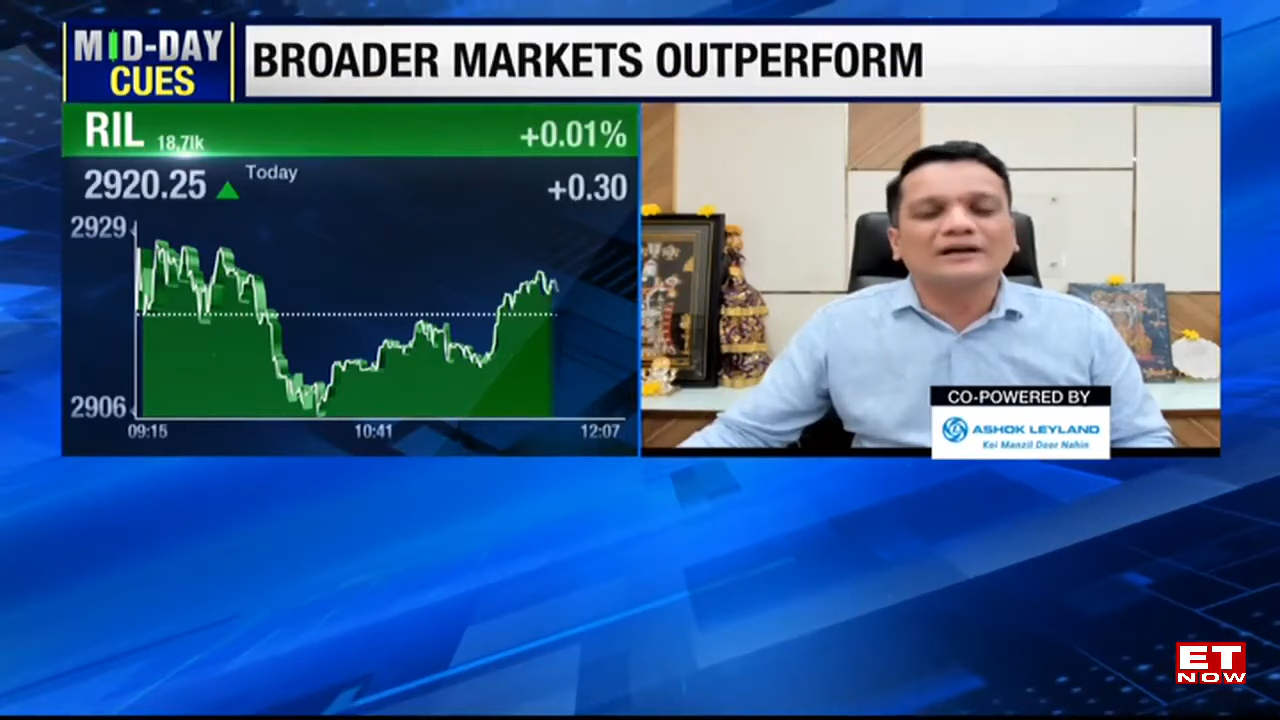 MID-DAY
CUES
BROADER MARKETS OUTPERFORM
RIL 18.7lk +0.01%
2920.25 Today +0.30
2929
2906
09:15 10:41 12:07
CO-POWERED BY
ASHOK LEYLAND
Koi Manzil Door Nahin
ET
NOW